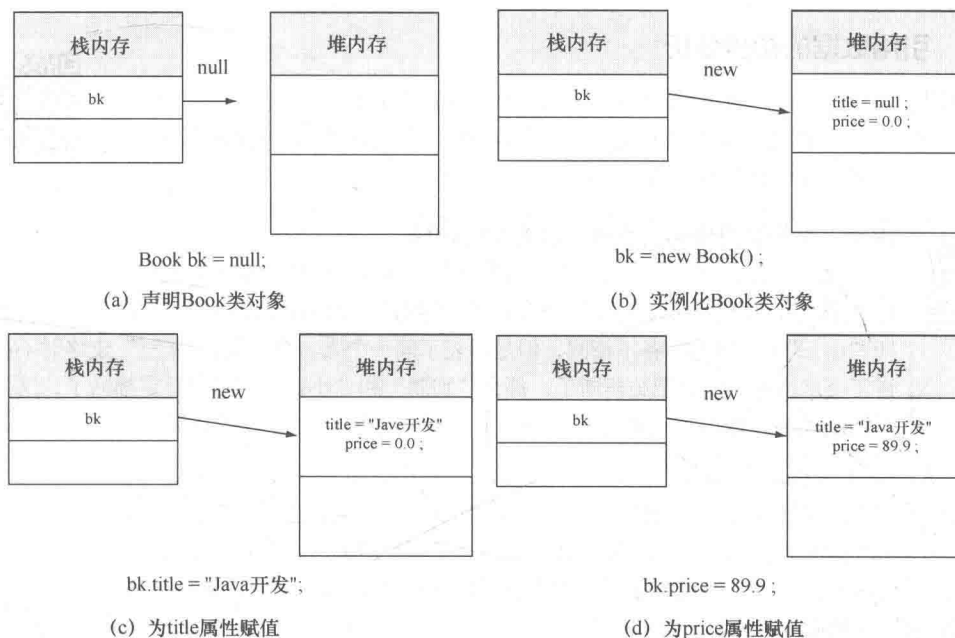 栈内存
堆内存
null
bk
Book bk = null;
(a) 声明Book类对象
栈内存
堆内存
new
bk
title = null ;
price = 0.0 ;
bk = new Book() ;
(b) 实例化Book类对象
栈内存
堆内存
new
bk
title = "Jave开发"
price = 0.0 ;
bk.title = "Java开发";
(c) 为title属性赋值
栈内存
堆内存
new
bk
title = "Java开发"
price = 89.9 ;
bk.price = 89.9 ;
(d) 为price属性赋值